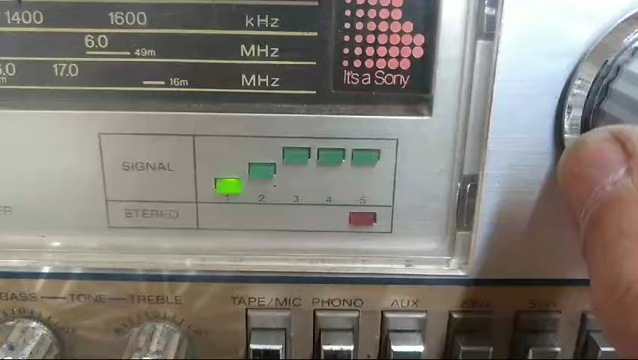 1400 1600 kHz
6.0 49m MHz
17.0 16m MHz
It's a Sony
SIGNAL
1 2 3 4 5
STEREO
BASS — TONE — TREBLE
TAPE/MIC PHONO AUX